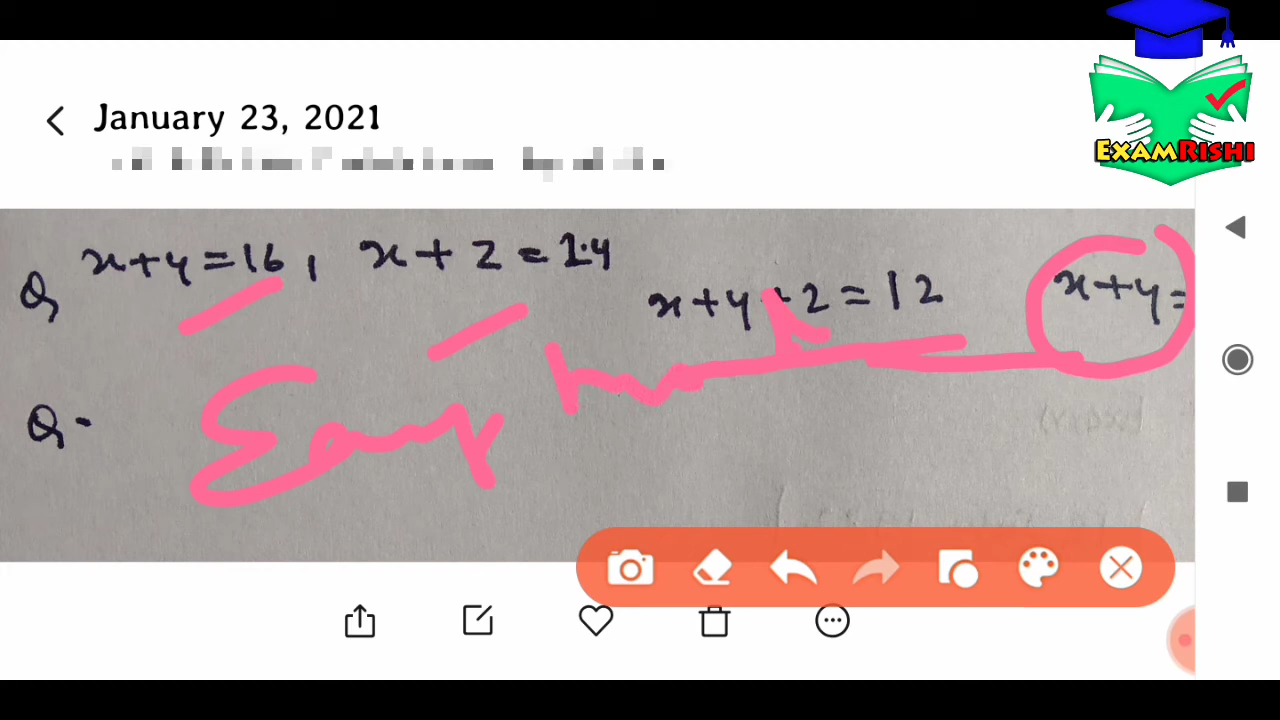 January 23, 2021
EXAMRISHI
Q x+y=16, x+z=14
x+y+z=12
x+y=
Q.
Easy h